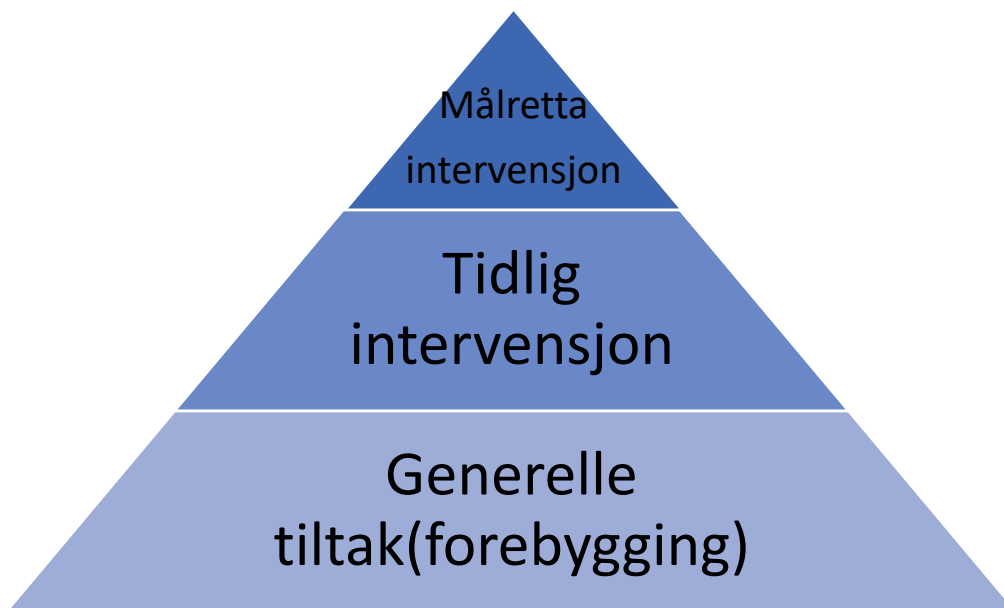 Målretta
intervensjon
Tidlig
intervensjon
Generelle
tiltak(forebygging)